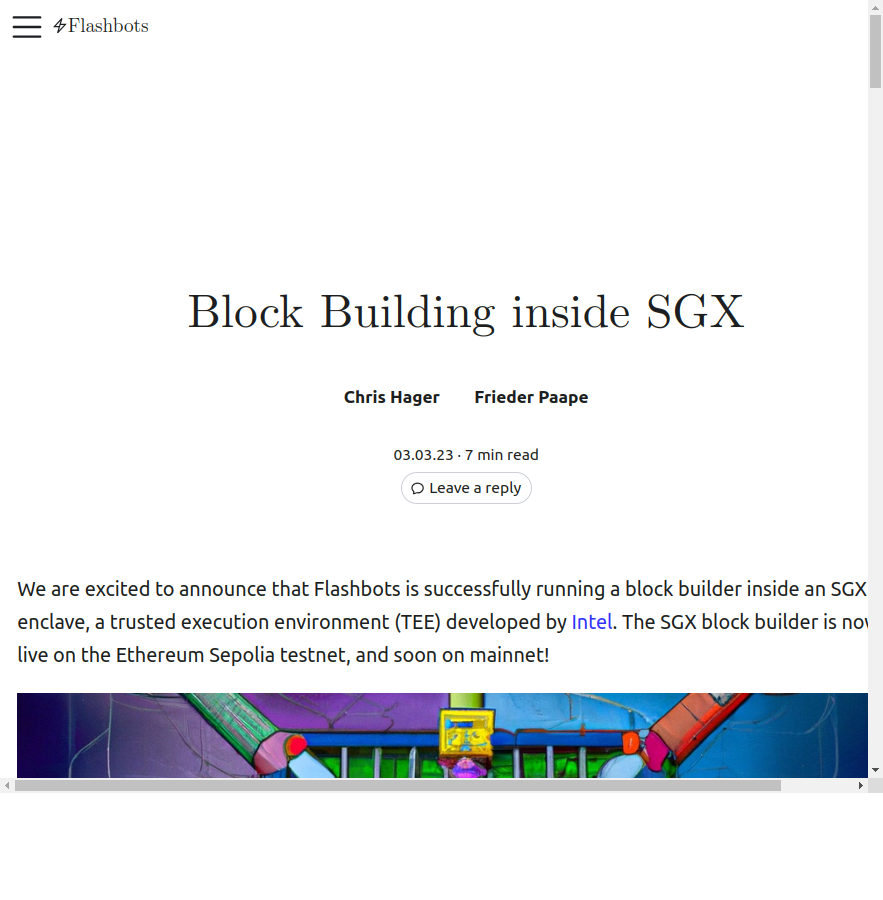 Flashbots
Block Building inside SGX
Chris Hager Frieder Paape
03.03.23 · 7 min read
Leave a reply
We are excited to announce that Flashbots is successfully running a block builder inside an SGX
enclave, a trusted execution environment (TEE) developed by Intel. The SGX block builder is now
live on the Ethereum Sepolia testnet, and soon on mainnet!